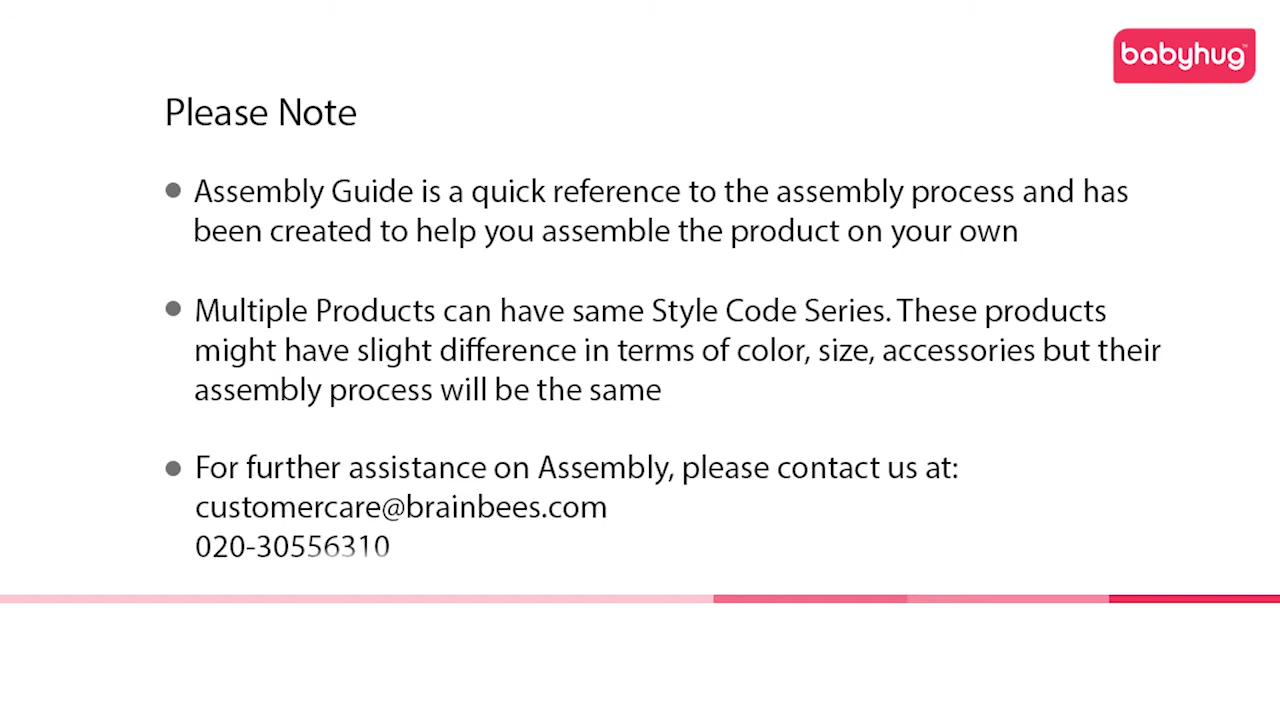 babyhug™
Please Note
● Assembly Guide is a quick reference to the assembly process and has
been created to help you assemble the product on your own
● Multiple Products can have same Style Code Series. These products
might have slight difference in terms of color, size, accessories but their
assembly process will be the same
● For further assistance on Assembly, please contact us at:
customercare@brainbees.com
020-30556310